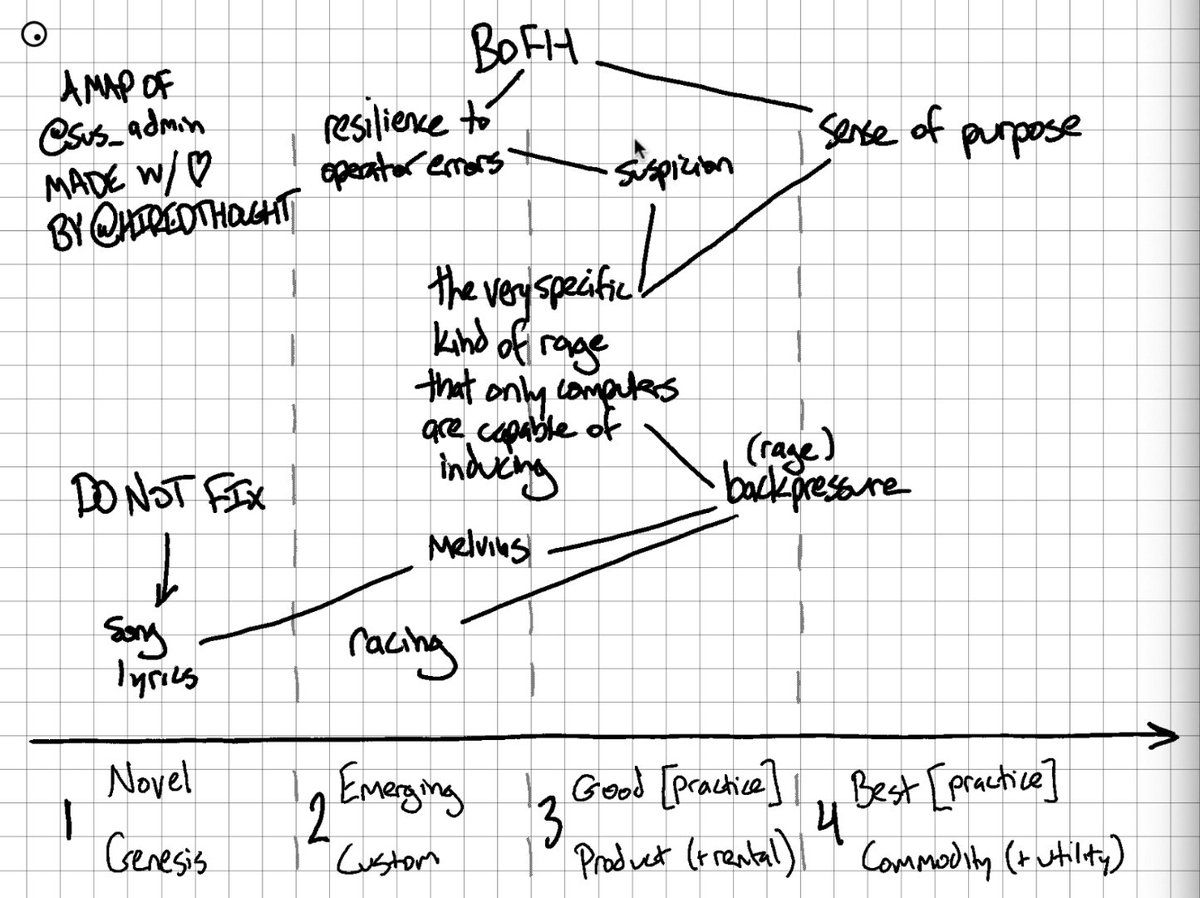 A MAP OF
@sus_admin
MADE W/ ♡
BY @HIREDTHOUGHT
BOFH
resilience to
operator errors
suspicion
sense of purpose
the very specific
kind of rage
that only computers
are capable of
inducing
(rage)
backpressure
DO NOT FIX
Melvins
song
lyrics
racing
1
Novel
Genesis
2
Emerging
Custom
3
Good [practice]
Product (+rental)
4
Best [practice]
Commodity (+utility)